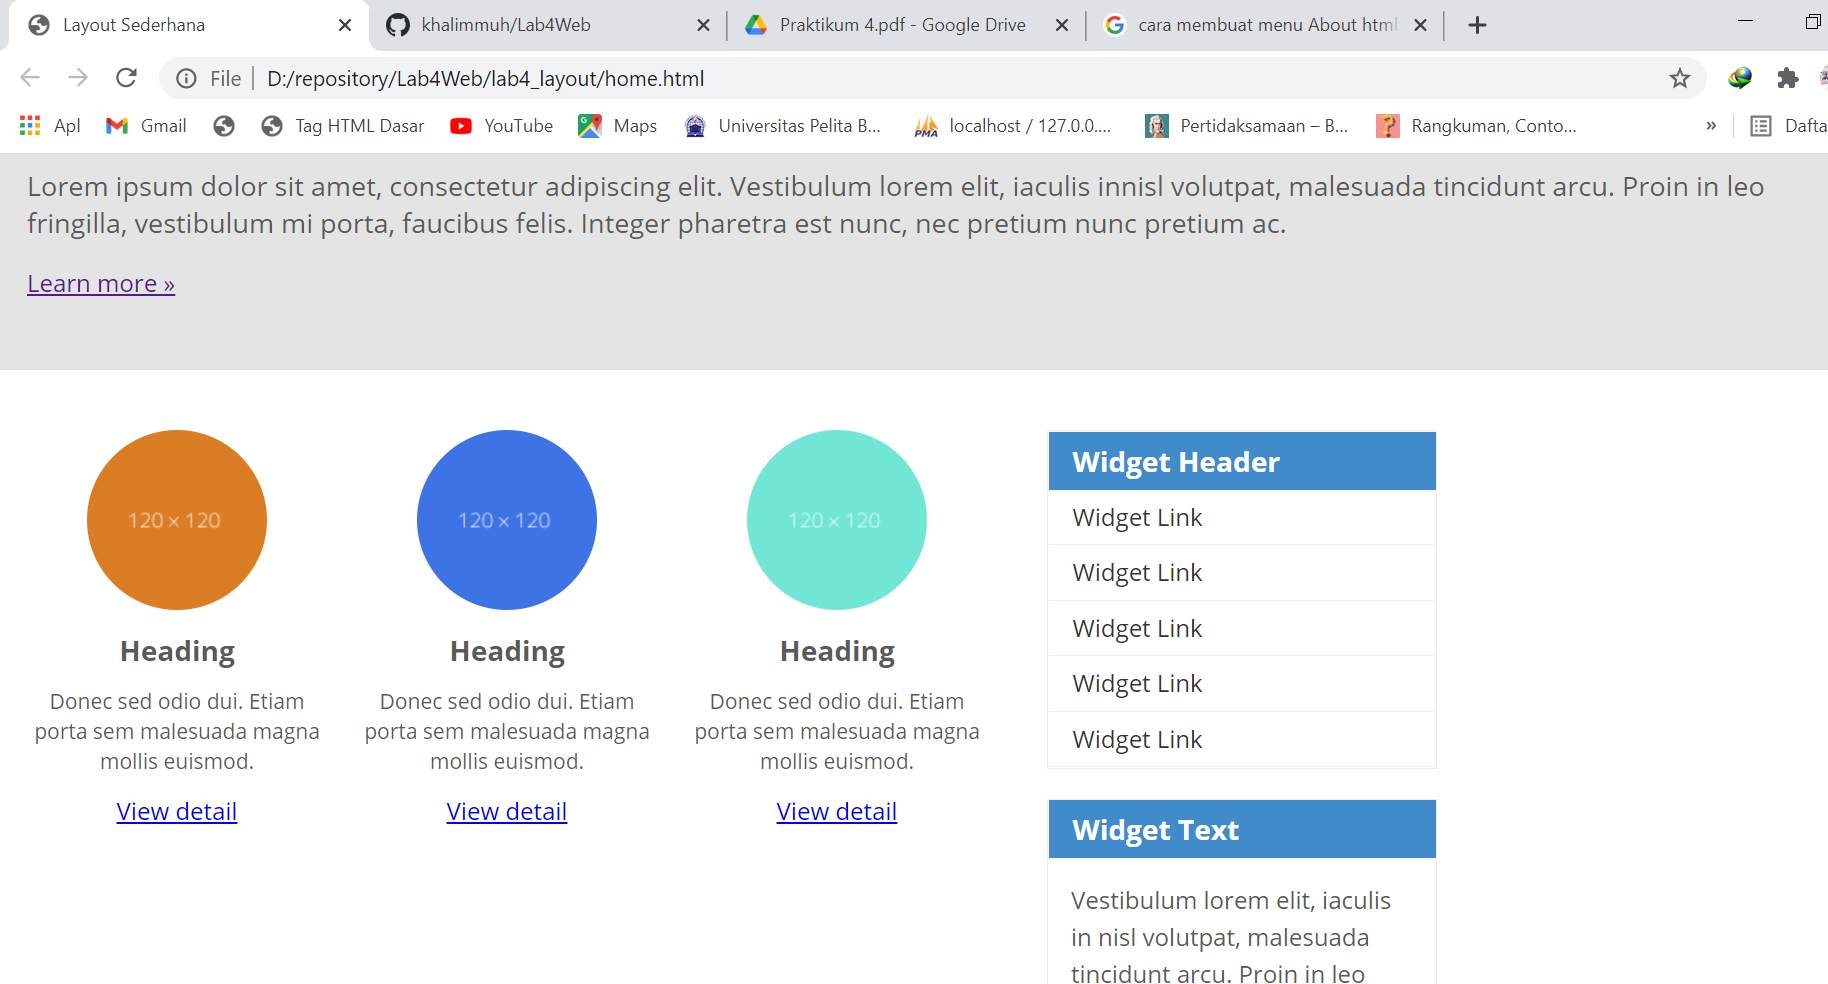 Layout Sederhana
khalimmuh/Lab4Web
Praktikum 4.pdf - Google Drive
cara membuat menu About html
File
D:/repository/Lab4Web/lab4_layout/home.html
Apl
Gmail
Tag HTML Dasar
YouTube
Maps
Universitas Pelita B...
PMA
localhost / 127.0.0....
Pertidaksamaan – B...
Rangkuman, Conto...
»
Dafta
Lorem ipsum dolor sit amet, consectetur adipiscing elit. Vestibulum lorem elit, iaculis innisl volutpat, malesuada tincidunt arcu. Proin in leo
fringilla, vestibulum mi porta, faucibus felis. Integer pharetra est nunc, nec pretium nunc pretium ac.
Learn more »
120 × 120
Heading
Donec sed odio dui. Etiam
porta sem malesuada magna
mollis euismod.
View detail
120 × 120
Heading
Donec sed odio dui. Etiam
porta sem malesuada magna
mollis euismod.
View detail
120 × 120
Heading
Donec sed odio dui. Etiam
porta sem malesuada magna
mollis euismod.
View detail
Widget Header
Widget Link
Widget Link
Widget Link
Widget Link
Widget Link
Widget Text
Vestibulum lorem elit, iaculis
in nisl volutpat, malesuada
tincidunt arcu. Proin in leo